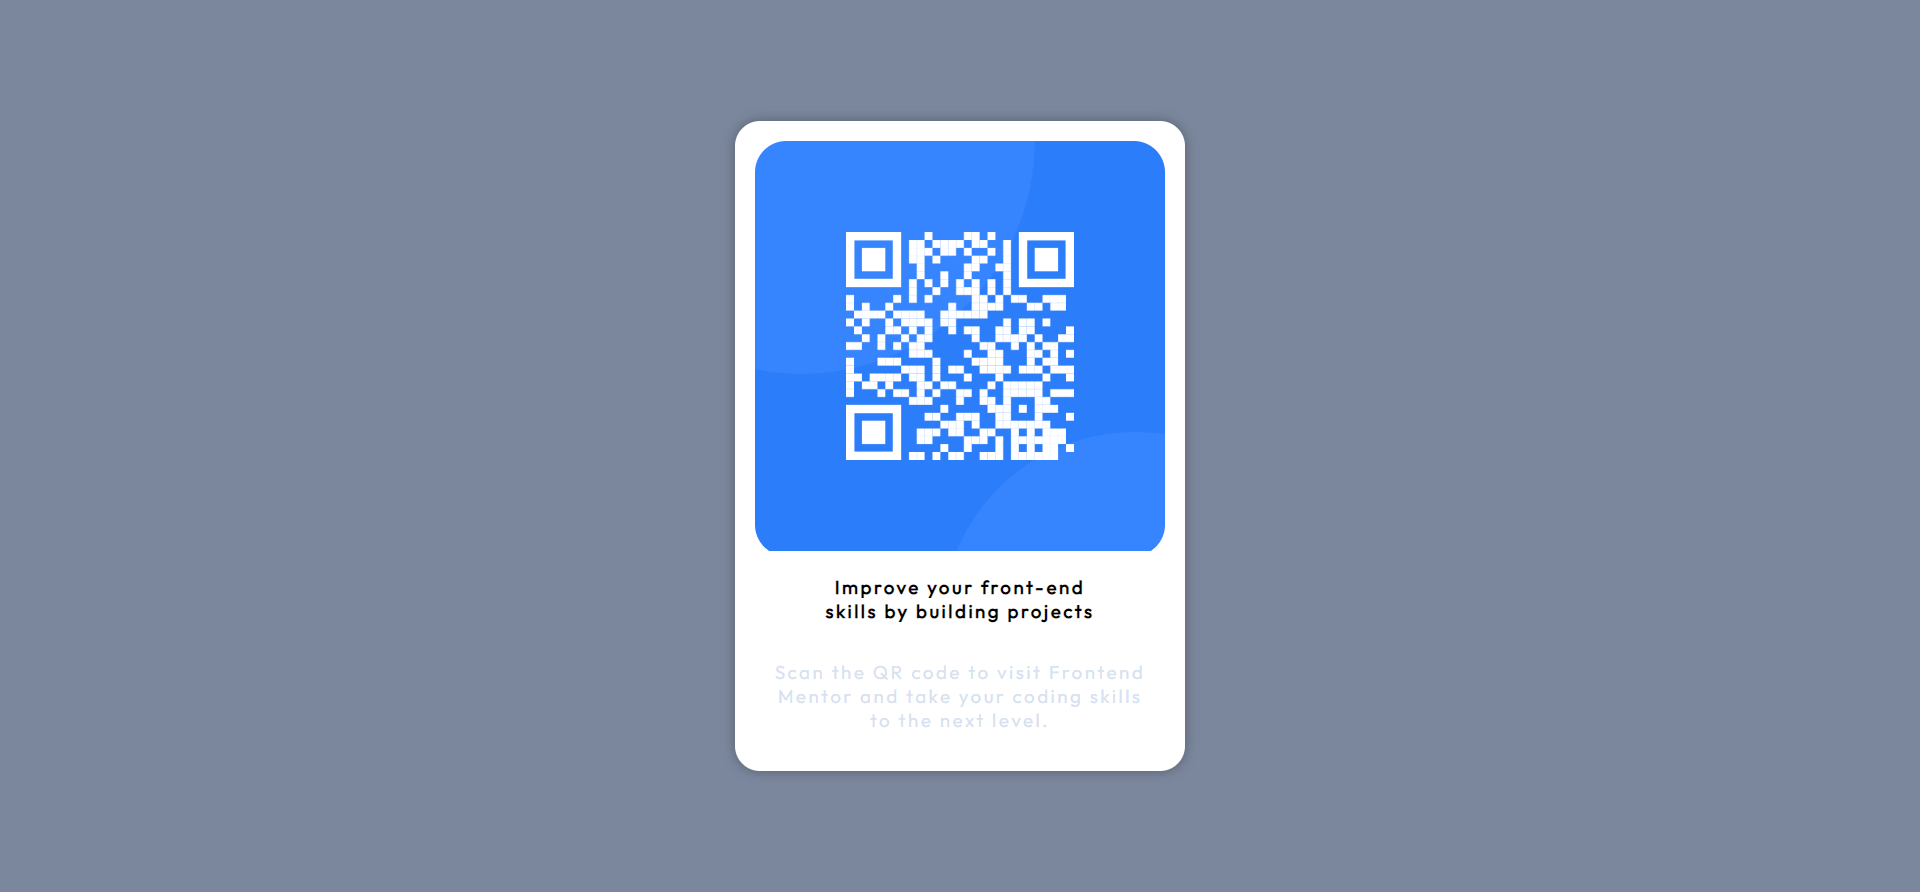 Improve your front-end
skills by building projects
Scan the QR code to visit Frontend
Mentor and take your coding skills
to the next level.